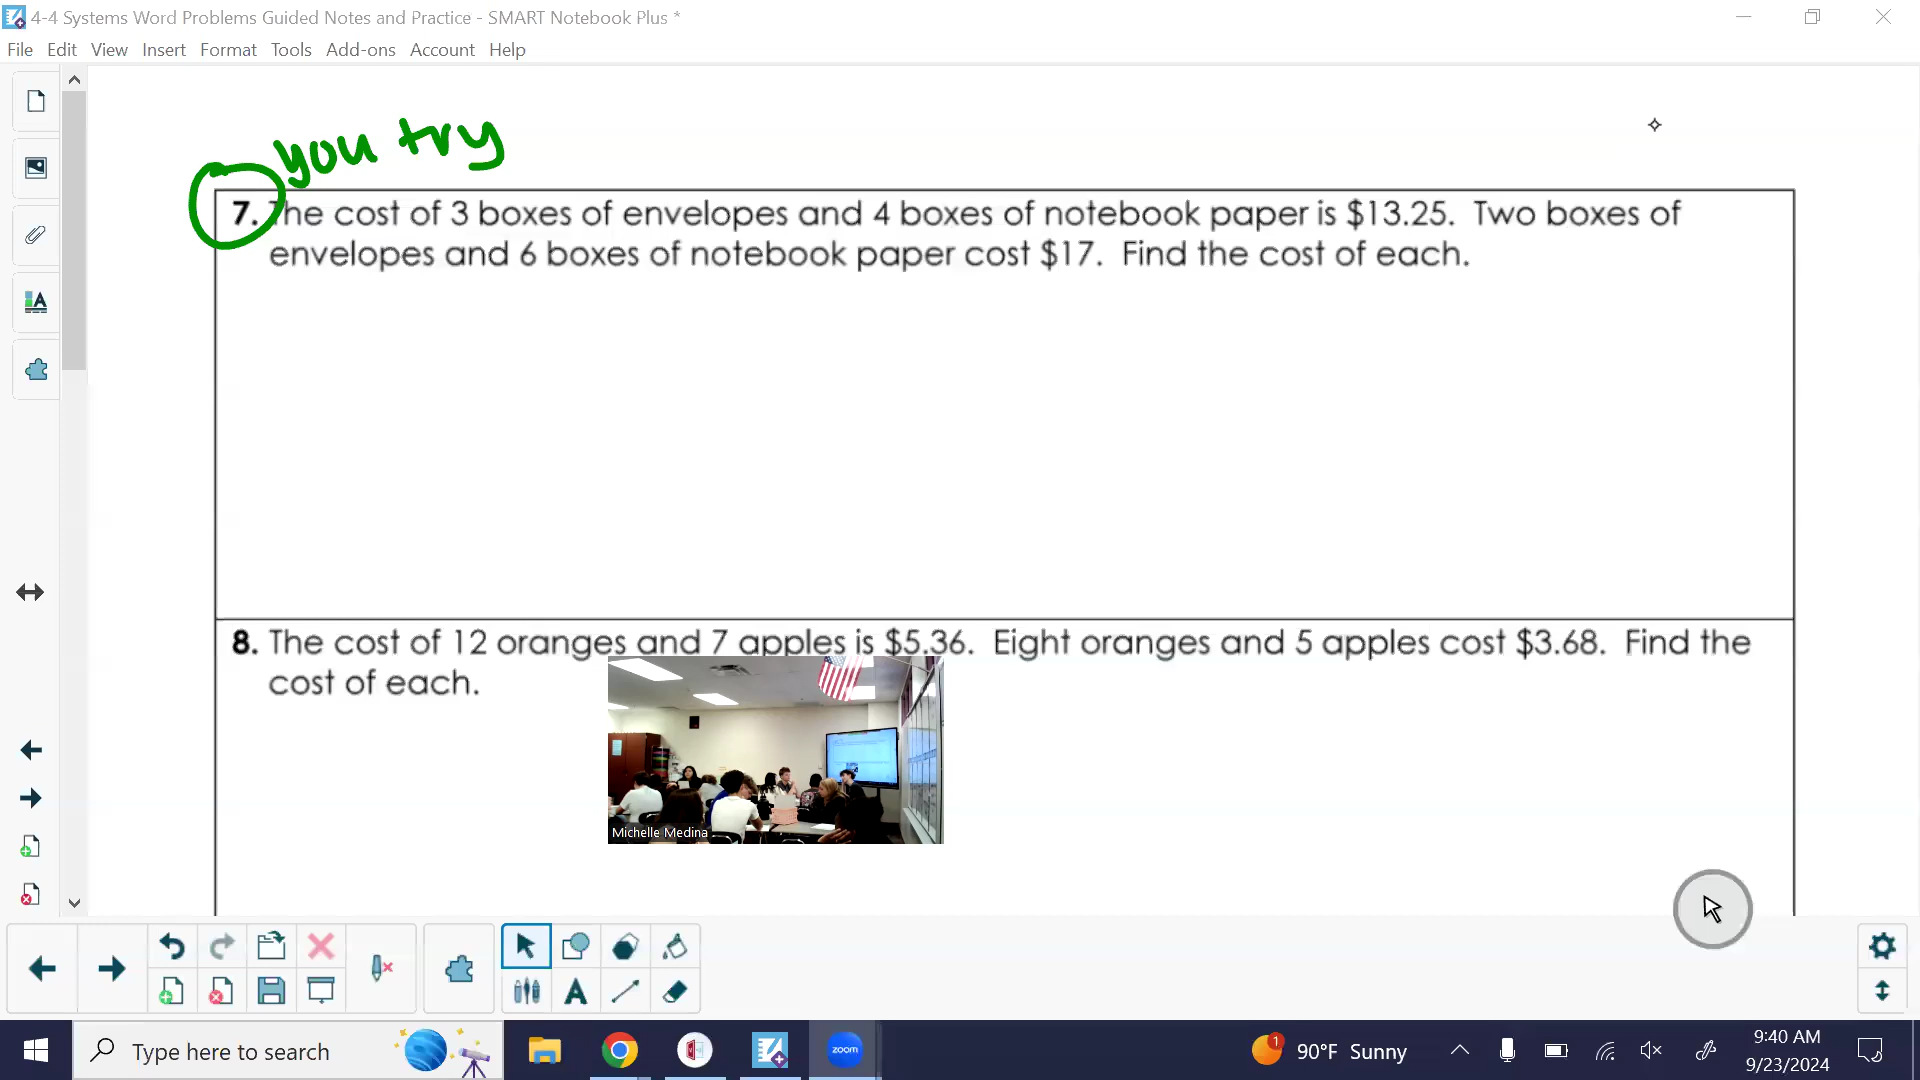 4-4 Systems Word Problems Guided Notes and Practice - SMART Notebook Plus *
File Edit View Insert Format Tools Add-ons Account Help
you try
7. The cost of 3 boxes of envelopes and 4 boxes of notebook paper is $13.25. Two boxes of
envelopes and 6 boxes of notebook paper cost $17. Find the cost of each.
8. The cost of 12 oranges and 7 apples is $5.36. Eight oranges and 5 apples cost $3.68. Find the
cost of each.
Michelle Medina
Type here to search
zoom
1
90°F Sunny
9:40 AM
9/23/2024